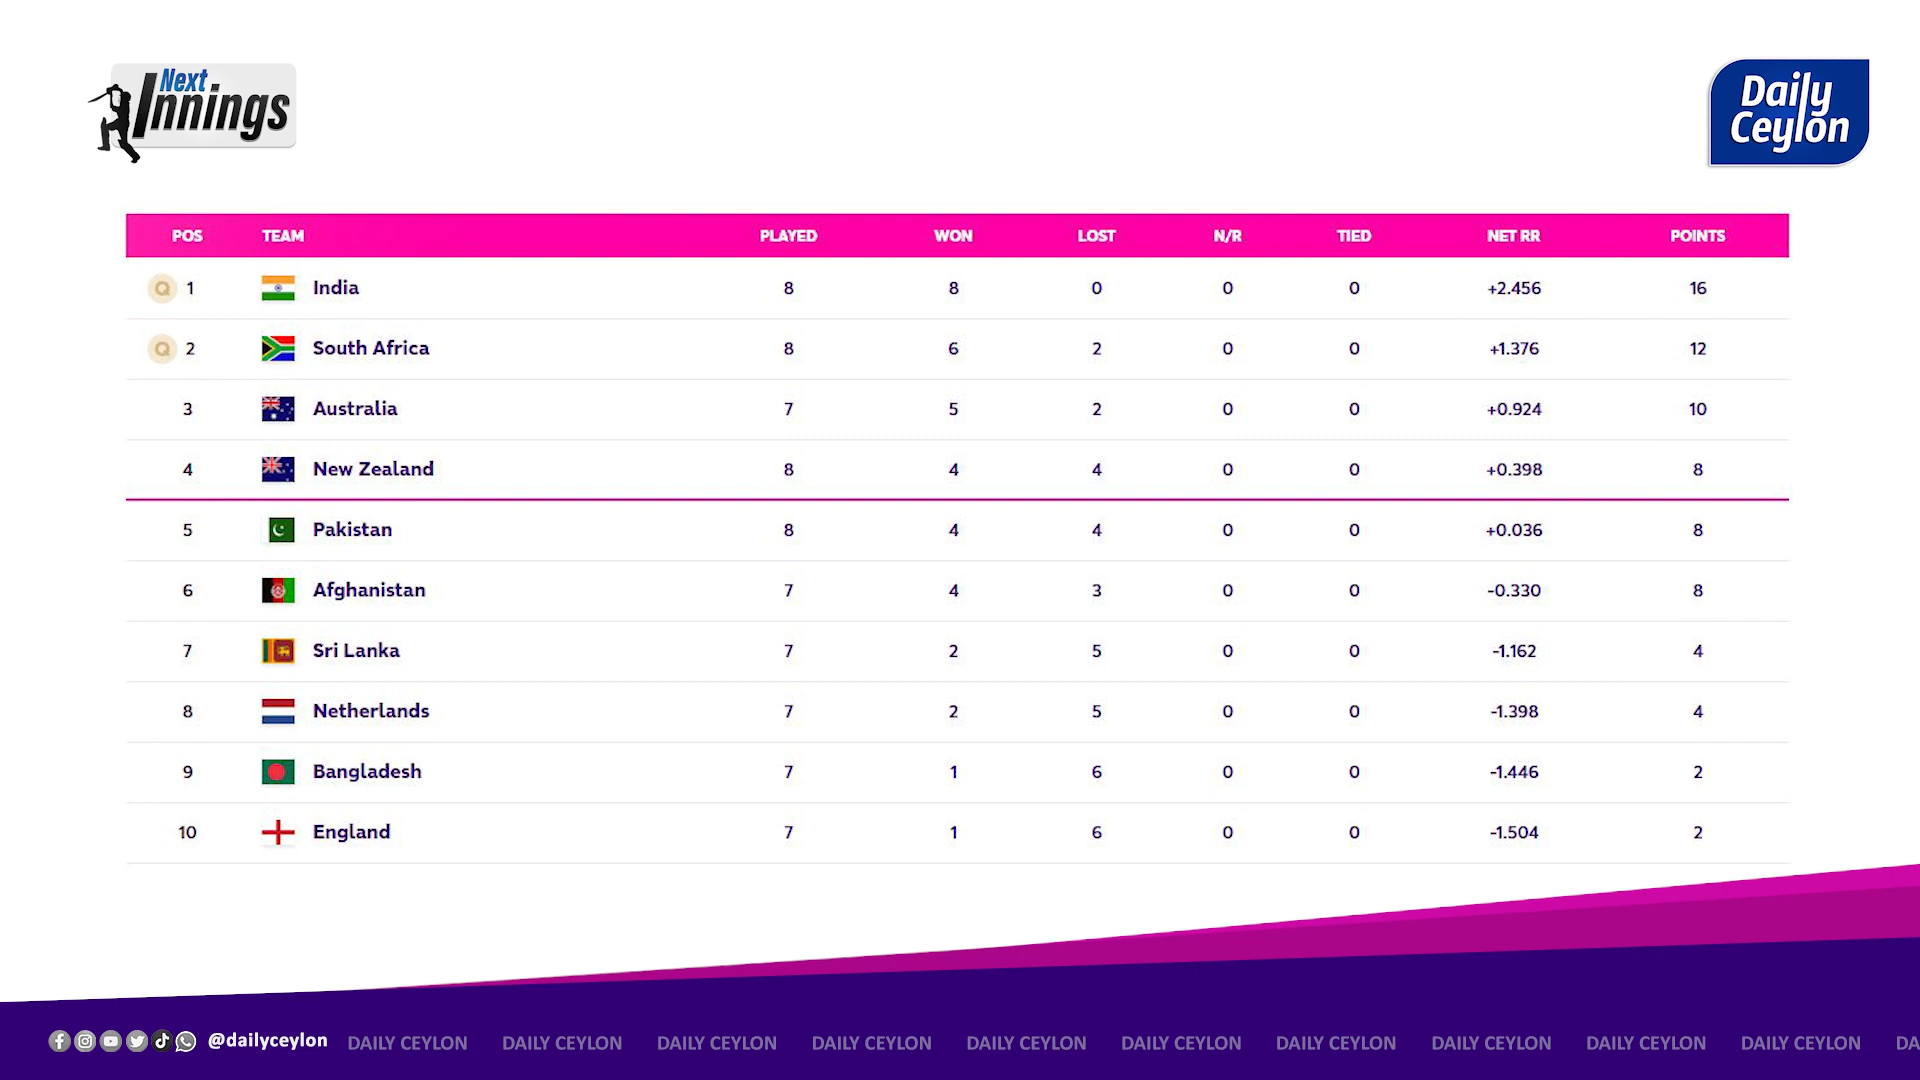 Next
Innings
Daily
Ceylon
POS TEAM PLAYED WON LOST N/R TIED NET RR POINTS
Q 1 India 8 8 0 0 0 +2.456 16
Q 2 South Africa 8 6 2 0 0 +1.376 12
3 Australia 7 5 2 0 0 +0.924 10
4 New Zealand 8 4 4 0 0 +0.398 8
5 Pakistan 8 4 4 0 0 +0.036 8
6 Afghanistan 7 4 3 0 0 -0.330 8
7 Sri Lanka 7 2 5 0 0 -1.162 4
8 Netherlands 7 2 5 0 0 -1.398 4
9 Bangladesh 7 1 6 0 0 -1.446 2
10 England 7 1 6 0 0 -1.504 2
@dailyceylon DAILY CEYLON DAILY CEYLON DAILY CEYLON DAILY CEYLON DAILY CEYLON DAILY CEYLON DAILY CEYLON DAILY CEYLON DAILY CEYLON DAILY CEYLON DA